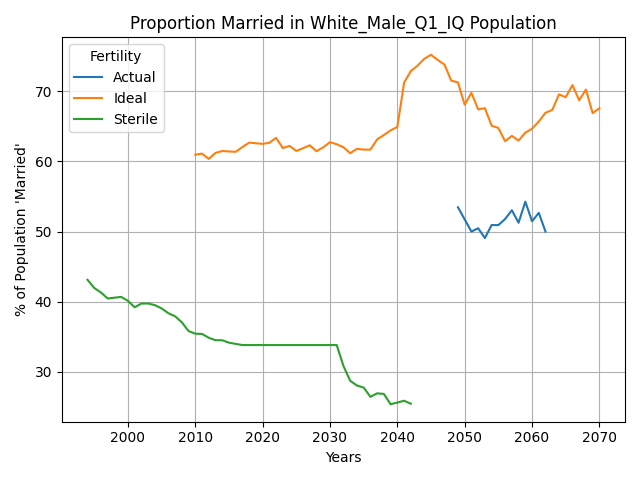 Proportion Married in White_Male_Q1_IQ Population
% of Population 'Married'
70
60
50
40
30
Fertility
Actual
Ideal
Sterile
2000 2010 2020 2030 2040 2050 2060 2070
Years